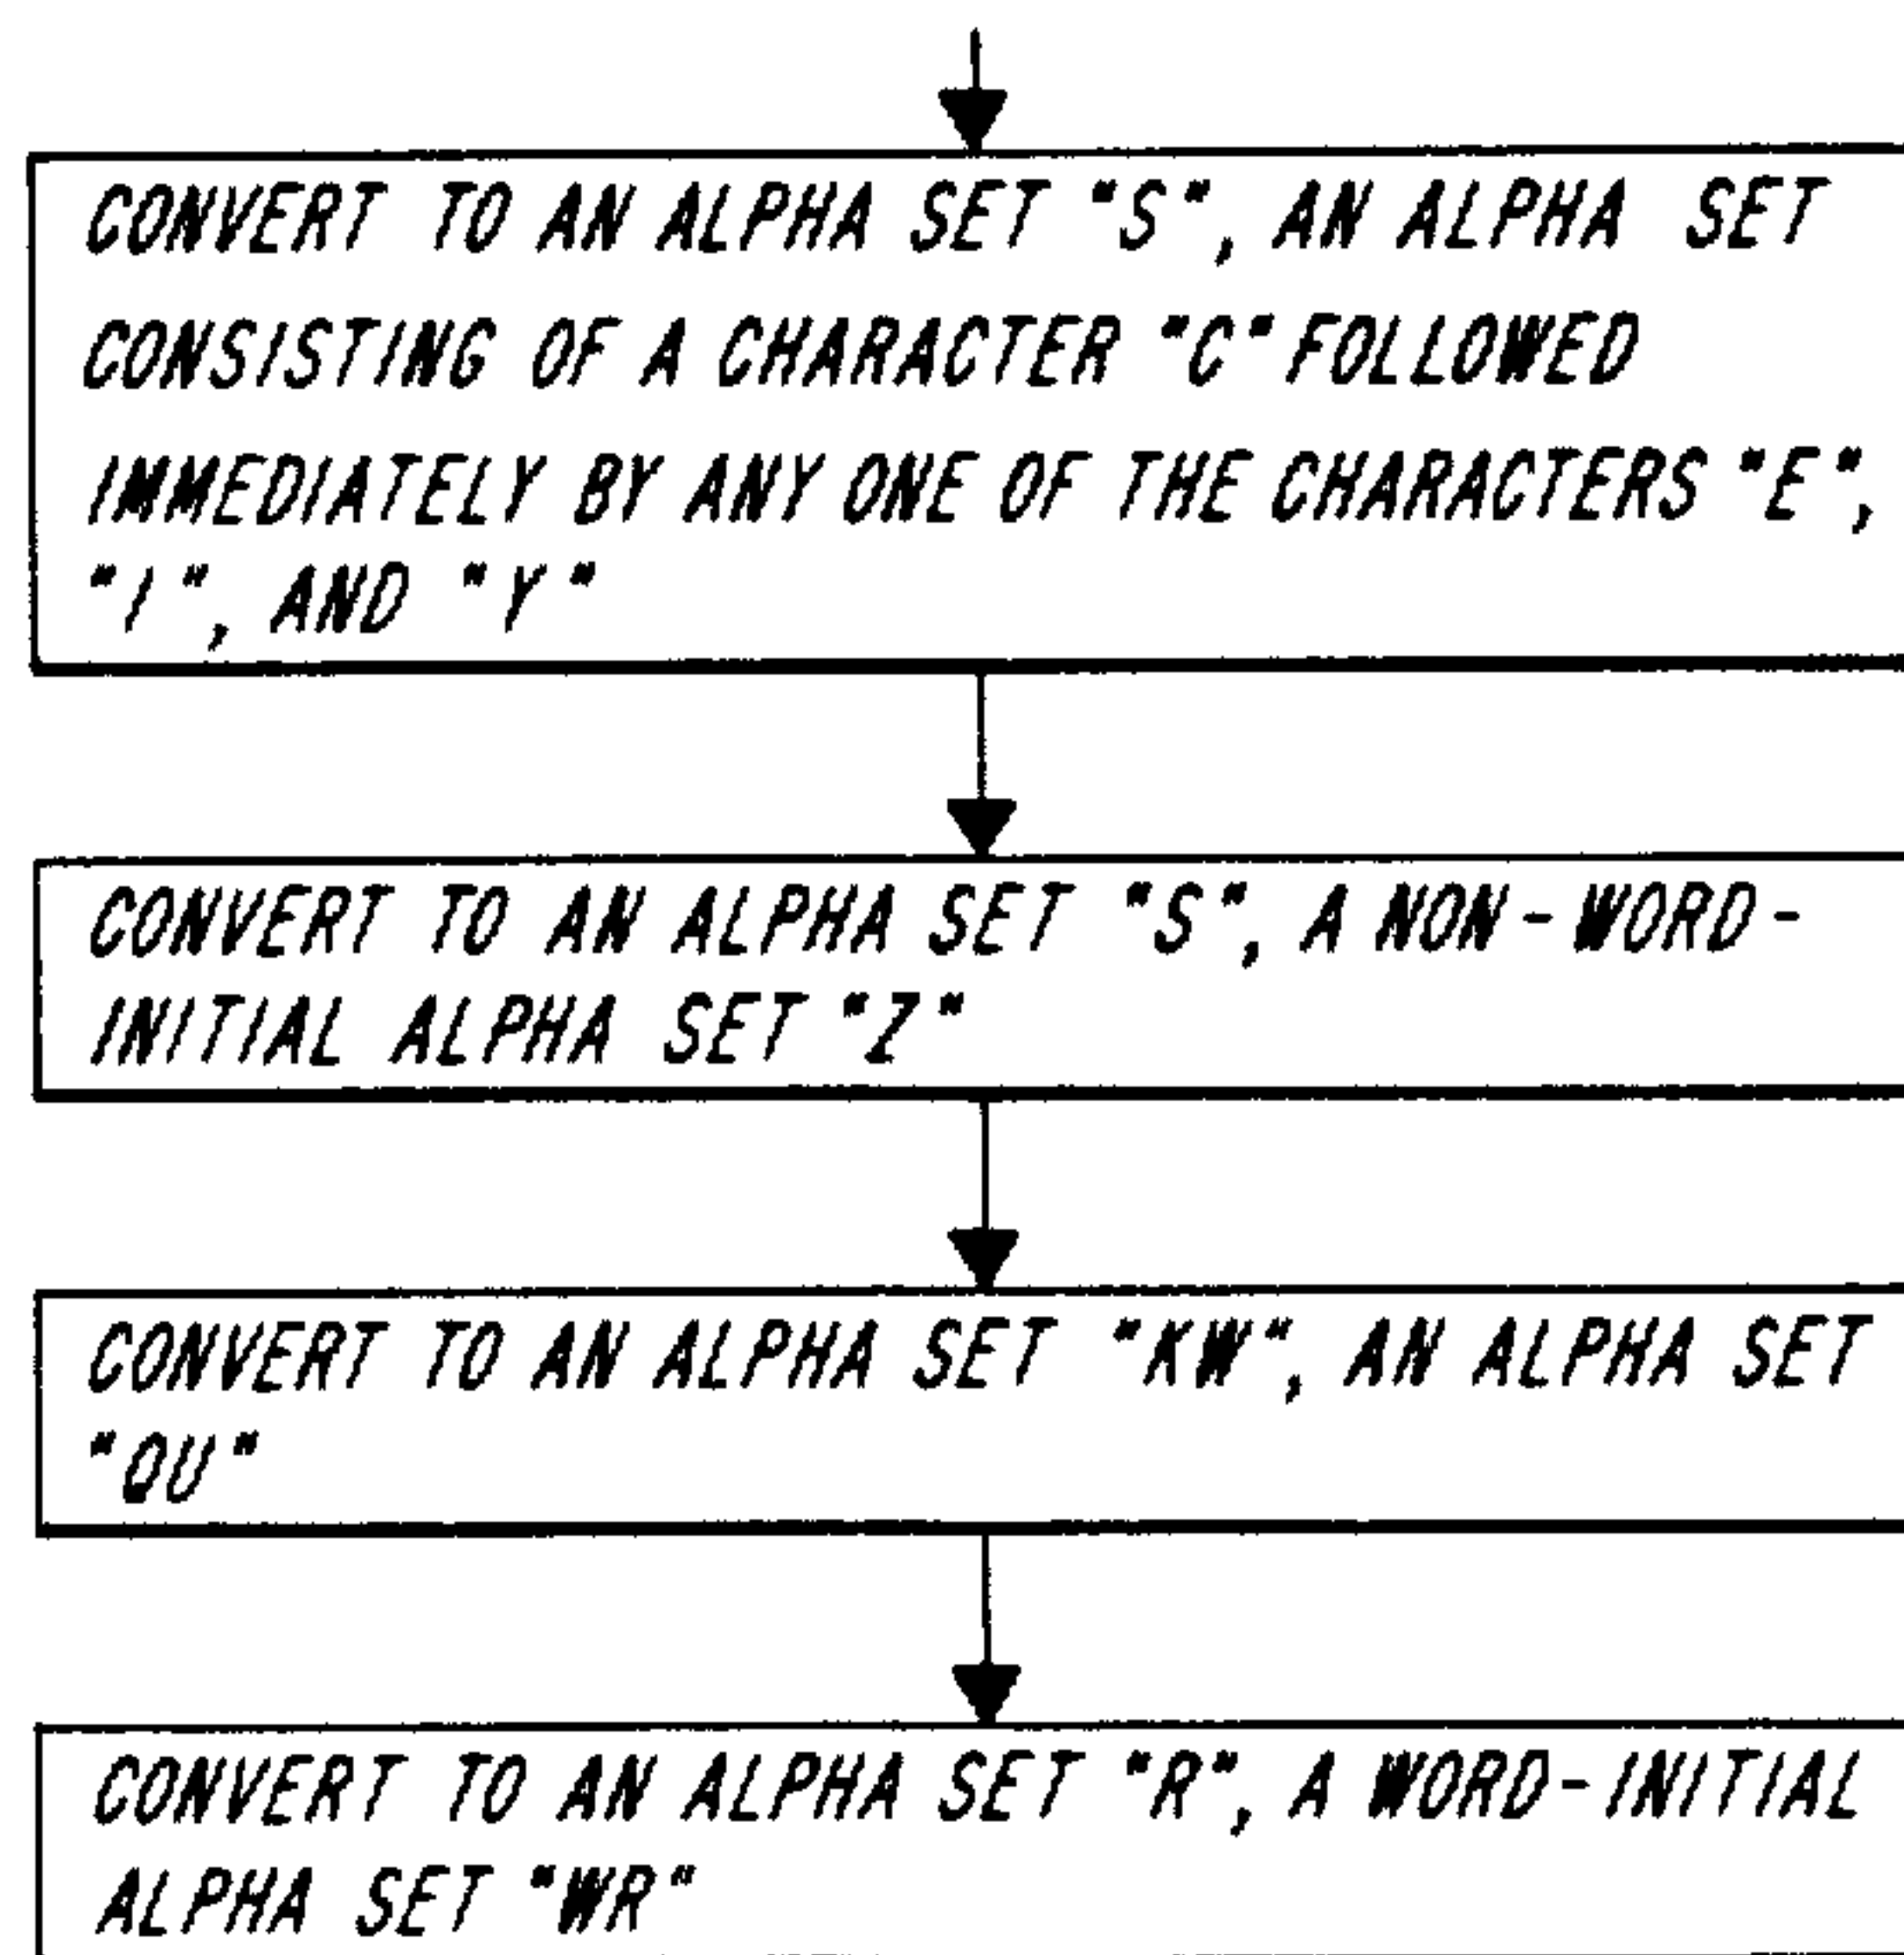 CONVERT TO AN ALPHA SET "S", AN ALPHA SET
CONSISTING OF A CHARACTER "C" FOLLOWED
IMMEDIATELY BY ANY ONE OF THE CHARACTERS "E",
"I", AND "Y"
CONVERT TO AN ALPHA SET "S", A NON-WORD-
INITIAL ALPHA SET "Z"
CONVERT TO AN ALPHA SET "KW", AN ALPHA SET
"QU"
CONVERT TO AN ALPHA SET "R", A WORD-INITIAL
ALPHA SET "WR"